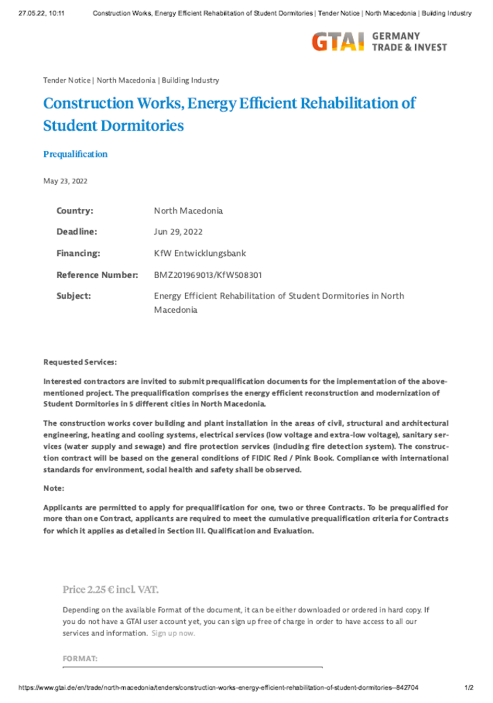 27.05.22, 10:11 Construction Works, Energy Efficient Rehabilitation of Student Dormitories | Tender Notice | North Macedonia | Building Industry
GTAI GERMANY
TRADE & INVEST
Tender Notice | North Macedonia | Building Industry
Construction Works, Energy Efficient Rehabilitation of
Student Dormitories
Prequalification
May 23, 2022
Country: North Macedonia
Deadline: Jun 29, 2022
Financing: KfW Entwicklungsbank
Reference Number: BMZ201969013/KfW508301
Subject: Energy Efficient Rehabilitation of Student Dormitories in North
Macedonia
Requested Services:
Interested contractors are invited to submit prequalification documents for the implementation of the above-
mentioned project. The prequalification comprises the energy efficient reconstruction and modernization of
Student Dormitories in 5 different cities in North Macedonia.
The construction works cover building and plant installation in the areas of civil, structural and architectural
engineering, heating and cooling systems, electrical services (low voltage and extra-low voltage), sanitary ser-
vices (water supply and sewage) and fire protection services (including fire detection system). The construc-
tion contract will be based on the general conditions of FIDIC Red / Pink Book. Compliance with international
standards for environment, social health and safety shall be observed.
Note:
Applicants are permitted to apply for prequalification for one, two or three Contracts. To be prequalified for
more than one Contract, applicants are required to meet the cumulative prequalification criteria for Contracts
for which it applies as detailed in Section III. Qualification and Evaluation.
Price 2.25 € incl. VAT.
Depending on the available Format of the document, it can be either downloaded or ordered in hard copy. If
you do not have a GTAI user account yet, you can sign up free of charge in order to have access to all our
services and information. Sign up now.
FORMAT:
https://www.gtai.de/en/trade/north-macedonia/tenders/construction-works-energy-efficient-rehabilitation-of-student-dormitories--842704 1/2